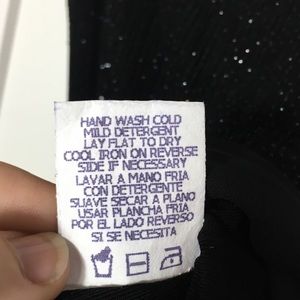 HAND WASH COLD
MILD DETERGENT
LAY FLAT TO DRY
COOL IRON ON REVERSE
SIDE IF NECESSARY
LAVAR A MANO FRIA
CON DETERGENTE
SUAVE SECAR A PLANO
USAR PLANCHA FRIA
POR EL LADO REVERSO
SI SE NECESITA